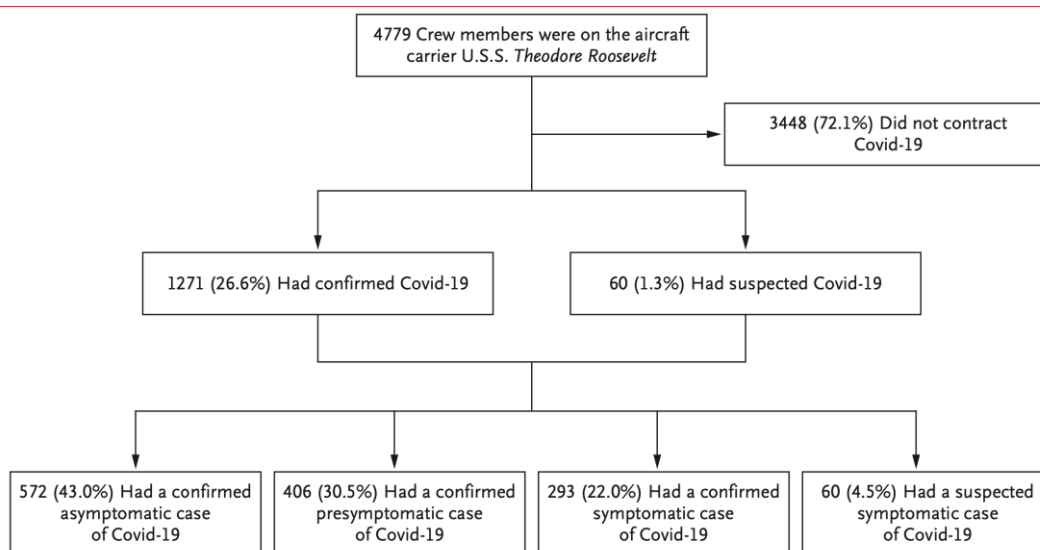 4779 Crew members were on the aircraft
carrier U.S.S. Theodore Roosevelt
3448 (72.1%) Did not contract
Covid-19
1271 (26.6%) Had confirmed Covid-19
60 (1.3%) Had suspected Covid-19
572 (43.0%) Had a confirmed
asymptomatic case
of Covid-19
406 (30.5%) Had a confirmed
presymptomatic case
of Covid-19
293 (22.0%) Had a confirmed
symptomatic case
of Covid-19
60 (4.5%) Had a suspected
symptomatic case
of Covid-19